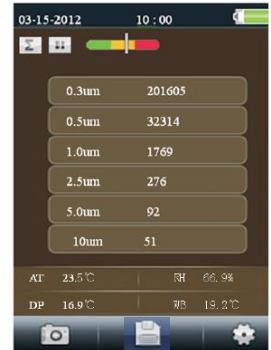 03-15-2012 10:00
Σ
0.3um 201605
0.5um 32314
1.0um 1769
2.5um 276
5.0um 92
10um 51
AT 23.5℃ RH 66.9%
DP 16.9℃ WB 19.2℃